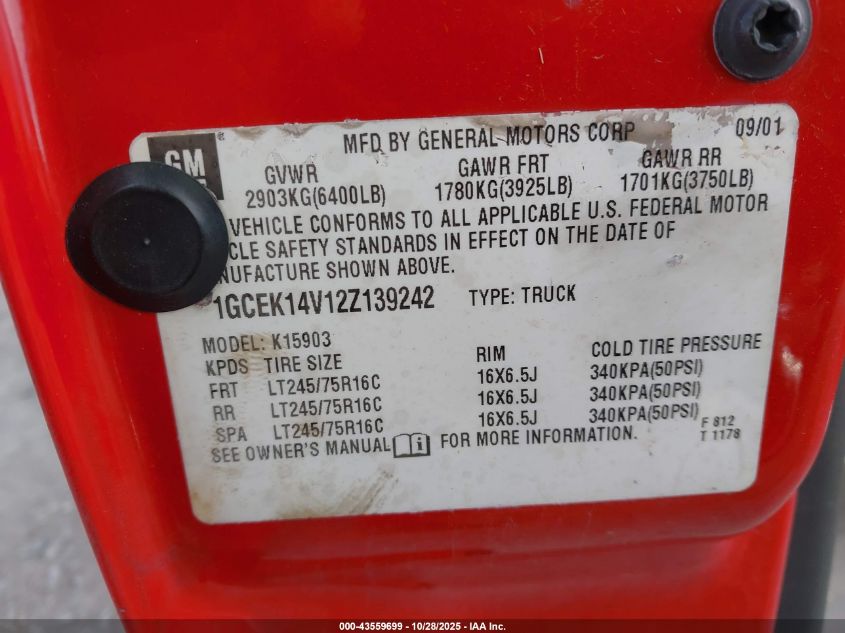 MFD BY GENERAL MOTORS CORP 09/01
GM GVWR GAWR FRT GAWR RR
2903KG(6400LB) 1780KG(3925LB) 1701KG(3750LB)
VEHICLE CONFORMS TO ALL APPLICABLE U.S. FEDERAL MOTOR
CLE SAFETY STANDARDS IN EFFECT ON THE DATE OF
NUFACTURE SHOWN ABOVE.
1GCEK14V12Z139242 TYPE: TRUCK
MODEL: K15903
KPDS TIRE SIZE RIM COLD TIRE PRESSURE
FRT LT245/75R16C 16X6.5J 340KPA(50PSI)
RR LT245/75R16C 16X6.5J 340KPA(50PSI)
SPA LT245/75R16C 16X6.5J 340KPA(50PSI)
SEE OWNER'S MANUAL FOR MORE INFORMATION.
F 812
T 1178
000-43559699 - 10/28/2025 - IAA Inc.